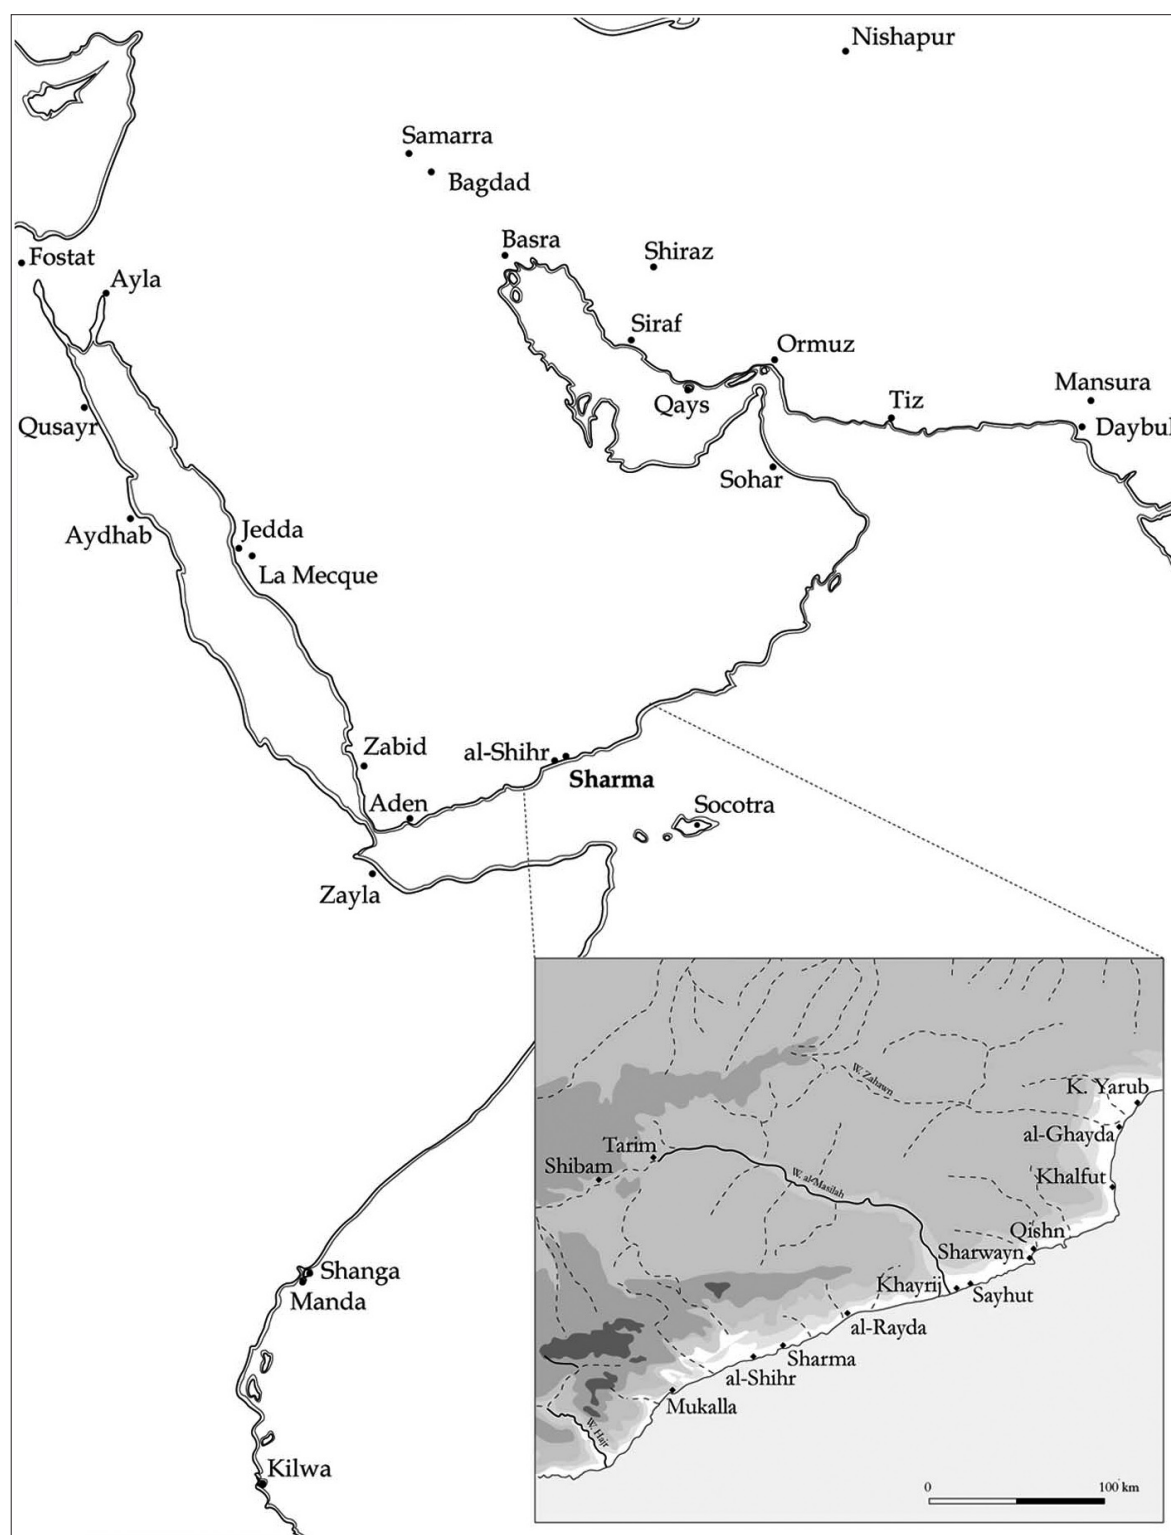 Nishapur
Samarra
Bagdad
Basra
Shiraz
Fostat
Ayla
Siraf
Ormuz
Qays
Tiz
Mansura
Daybul
Qusayr
Sohar
Aydhab
Jedda
La Mecque
Zabid
al-Shihr
Sharma
Aden
Socotra
Zayla
Shanga
Manda
Kilwa
W. Zahawn
K. Yarub
al-Ghayda
Tarim
Shibam
W. al-Masilah
Khalfut
Qishn
Sharwayn
Khayrij
Sayhut
al-Rayda
Sharma
al-Shihr
Mukalla
W. Hajr
0 100 km